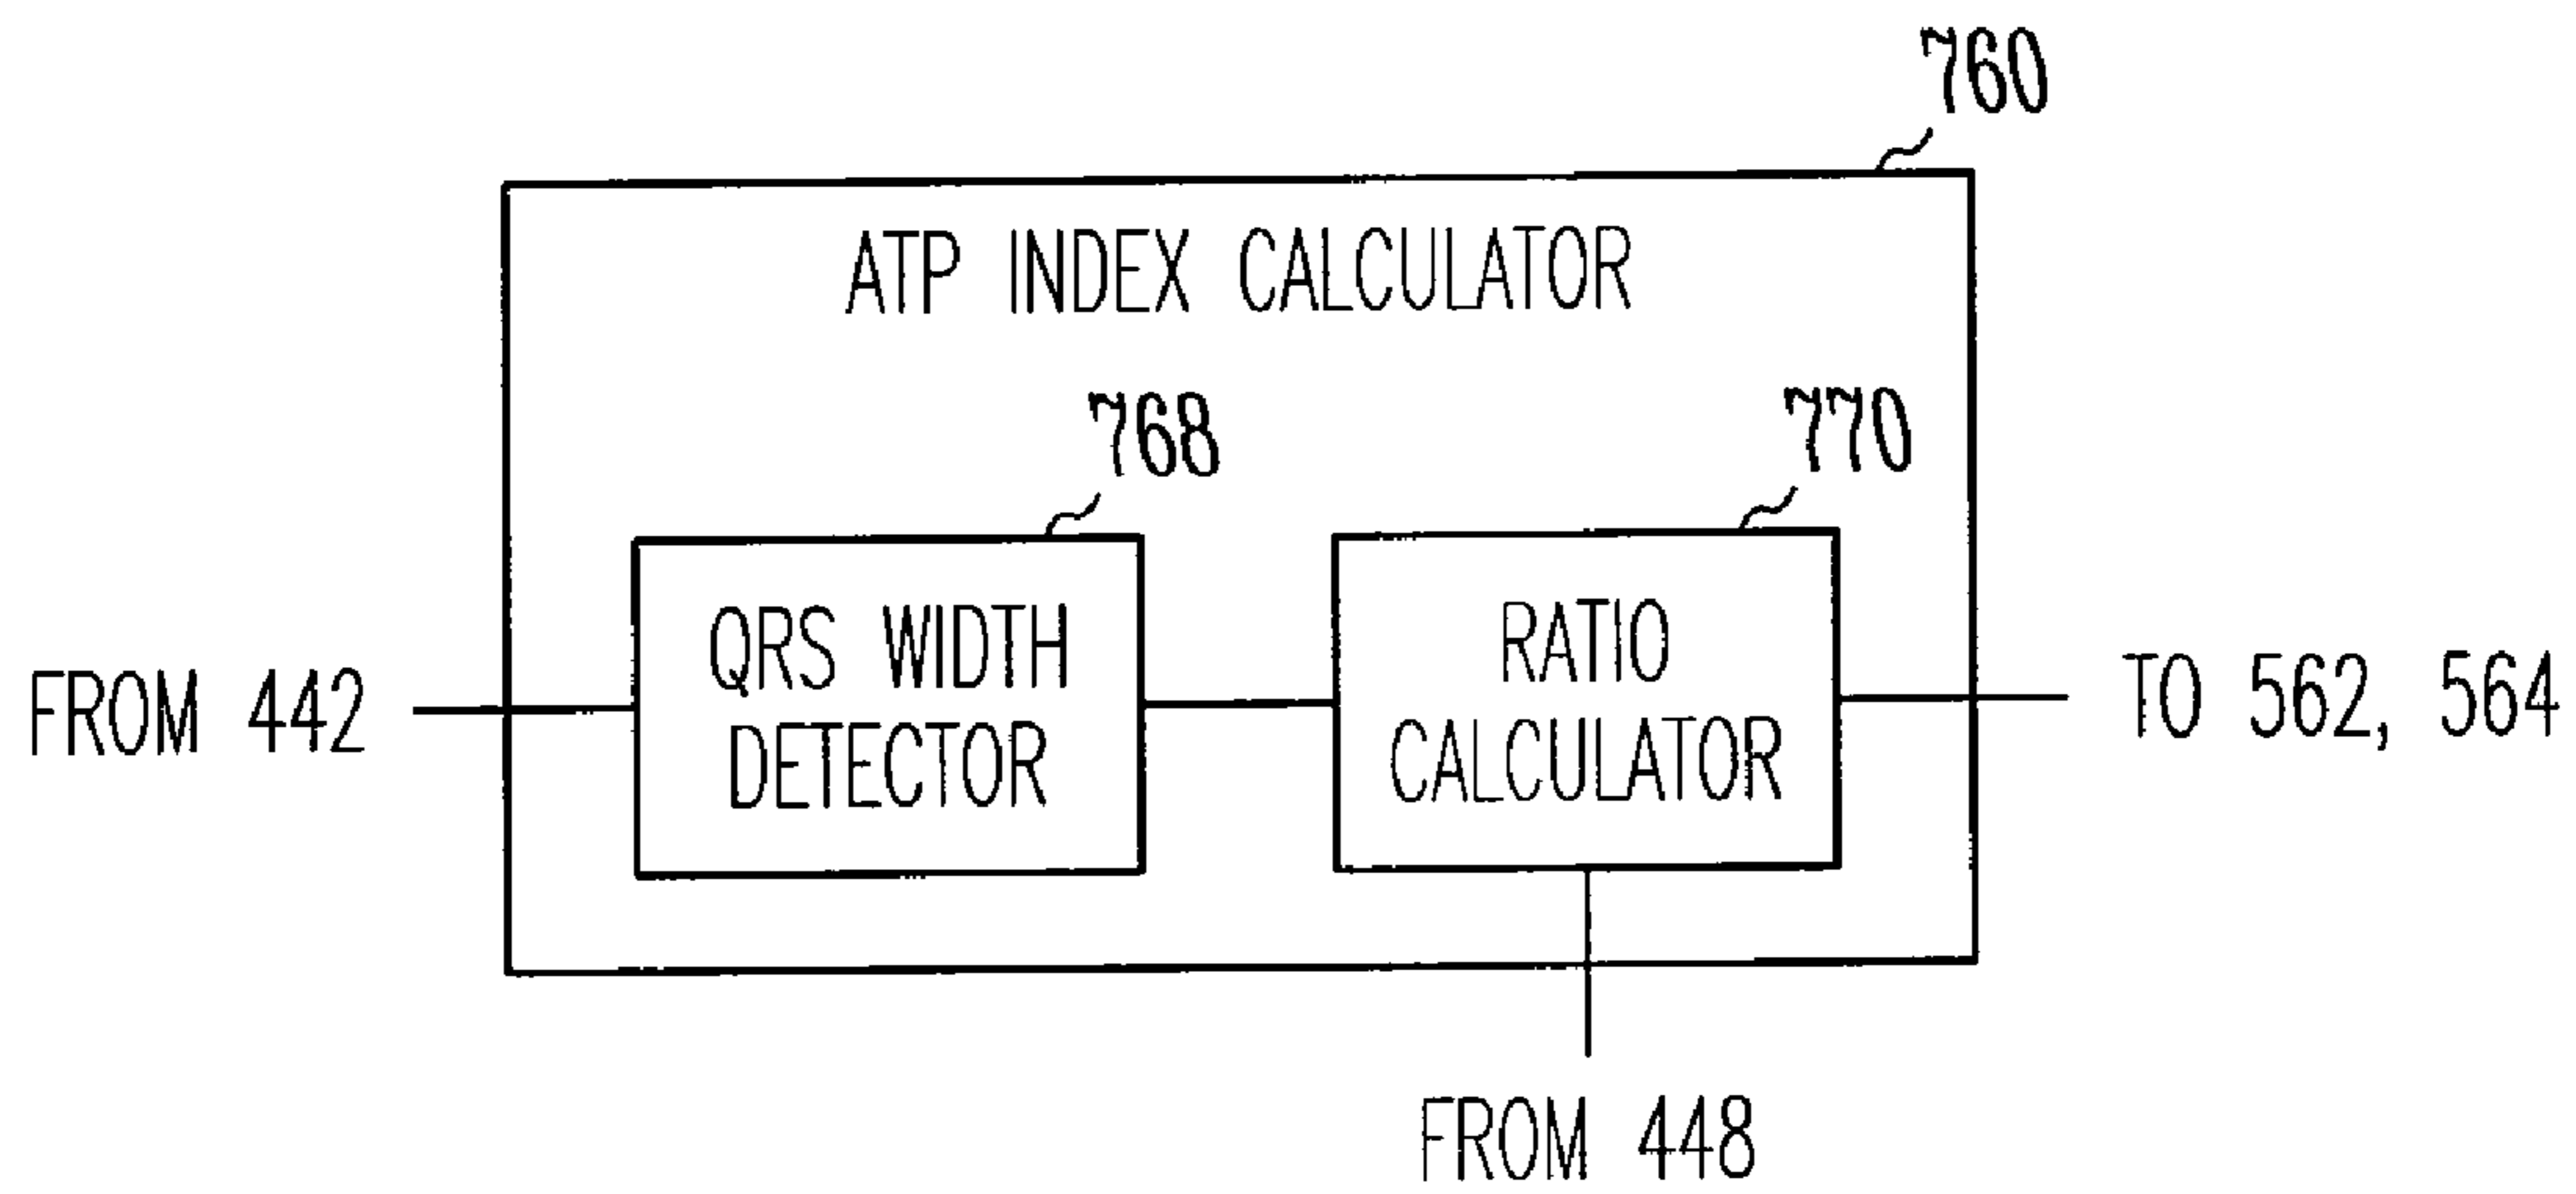 760
ATP INDEX CALCULATOR
768
770
QRS WIDTH
DETECTOR
RATIO
CALCULATOR
FROM 442
TO 562, 564
FROM 448